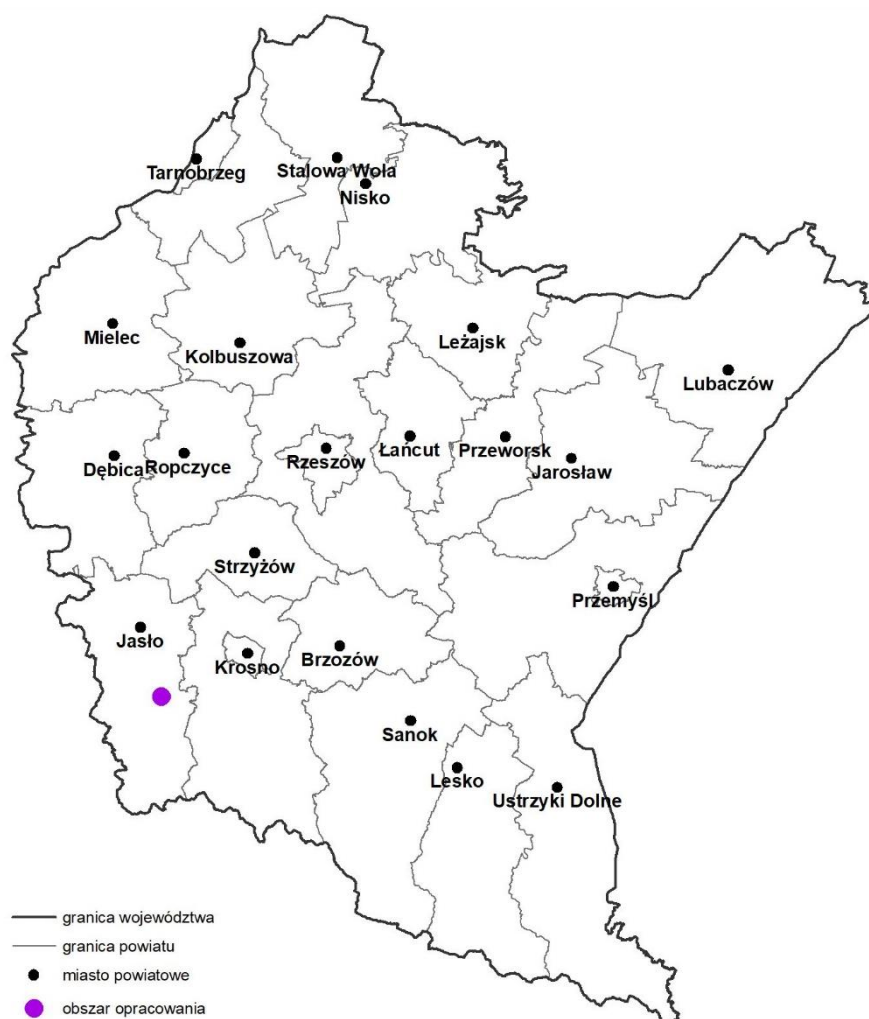 Tarnobrzeg
Stalowa Wola
Nisko
Mielec
Kolbuszowa
Leżajsk
Lubaczów
Dębica
Ropczyce
Rzeszów
Łańcut
Przeworsk
Jarosław
Strzyżów
Przemyśl
Jasło
Krosno
Brzozów
Sanok
Lesko
Ustrzyki Dolne
granica województwa
granica powiatu
miasto powiatowe
obszar opracowania